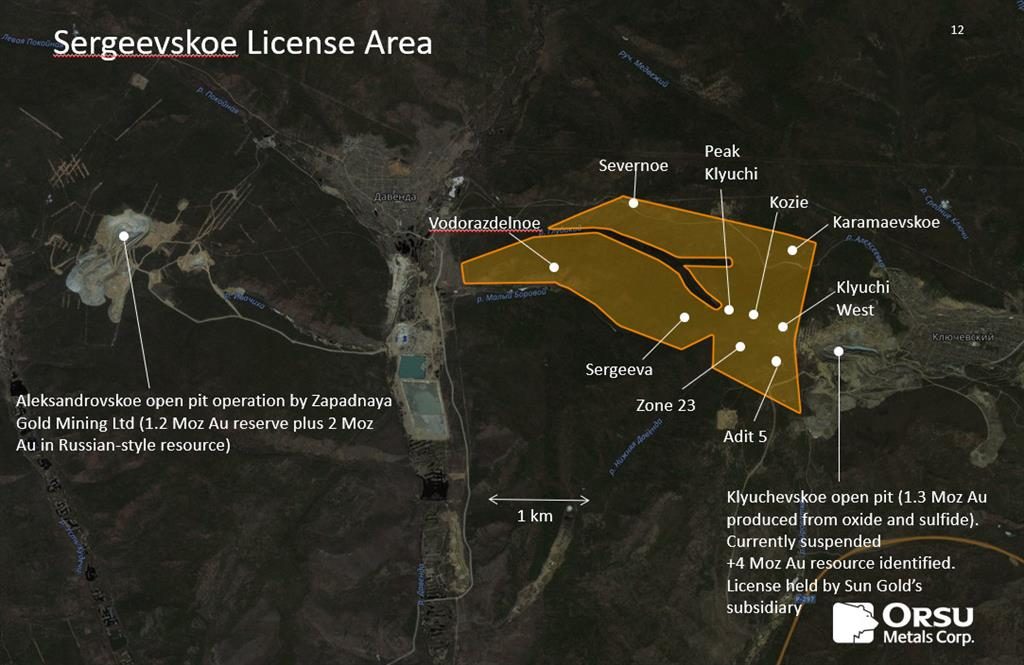 Sergeevskoe License Area
12
Левая Покойная
р. Покойная
руч. Медвежий
Давенда
Severnoe
Peak
Klyuchi
Kozie
Karamaevskoe
р. Средние Ключи
р. Алексеевка
Vodorazdelnoe
р. Малый Боровой
р. Ивачиха
Klyuchi
West
Ключевский
Sergeeva
Zone 23
Adit 5
р. Нижняя Давенда
Aleksandrovskoe open pit operation by Zapadnaya
Gold Mining Ltd (1.2 Moz Au reserve plus 2 Moz
Au in Russian-style resource)
1 km
Klyuchevskoe open pit (1.3 Moz Au
produced from oxide and sulfide).
Currently suspended
+4 Moz Au resource identified.
License held by Sun Gold’s
subsidiary
Р-297
р. Давенда
ORSU
Metals Corp.